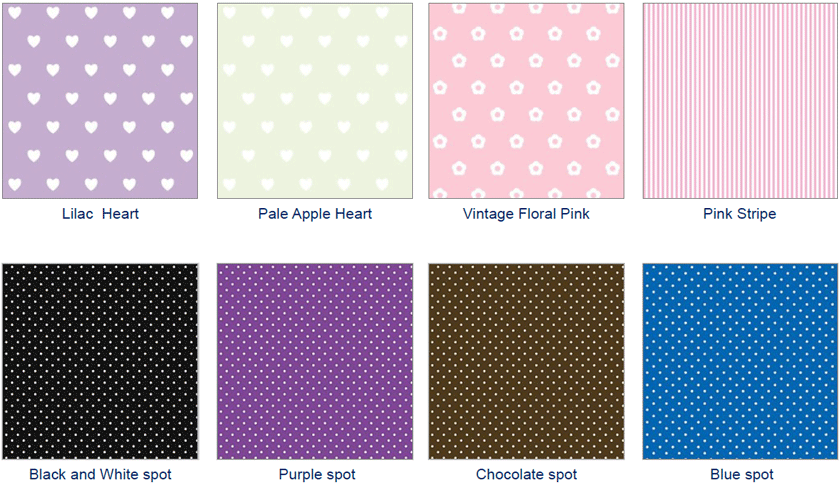 Lilac Heart
Pale Apple Heart
Vintage Floral Pink
Pink Stripe
Black and White spot
Purple spot
Chocolate spot
Blue spot